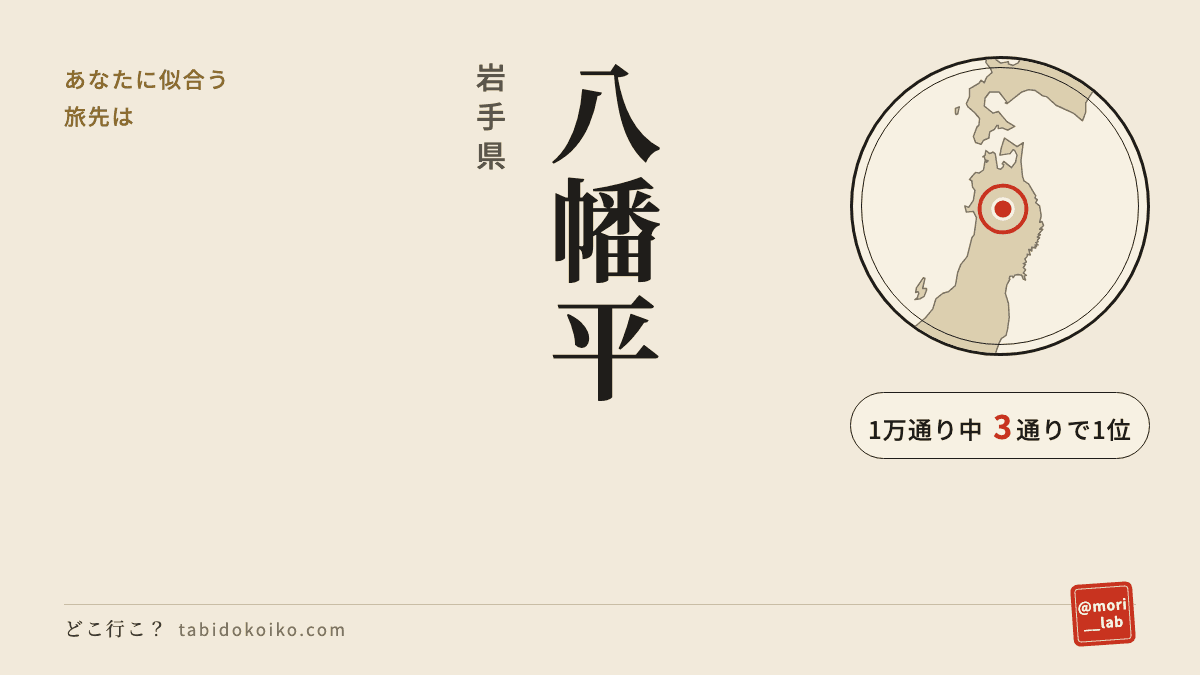 あなたに似合う
旅先は
八幡平
岩手県
1万通り中 3通りで1位
どこ行こ？ tabidokoiko.com
@mori
__lab